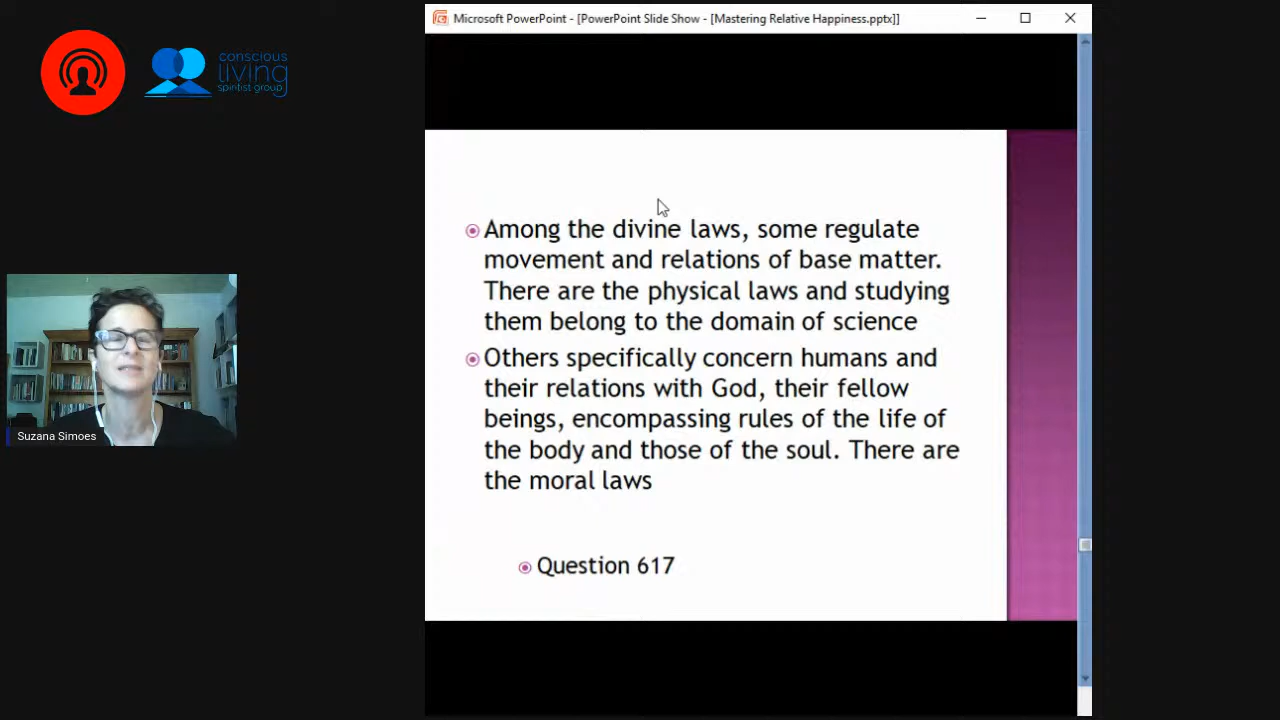 Microsoft PowerPoint - [PowerPoint Slide Show - [Mastering Relative Happiness.pptx]]
conscious
living
spiritist group
Among the divine laws, some regulate
movement and relations of base matter.
There are the physical laws and studying
them belong to the domain of science
Others specifically concern humans and
their relations with God, their fellow
beings, encompassing rules of the life of
the body and those of the soul. There are
the moral laws
Question 617
Suzana Simoes